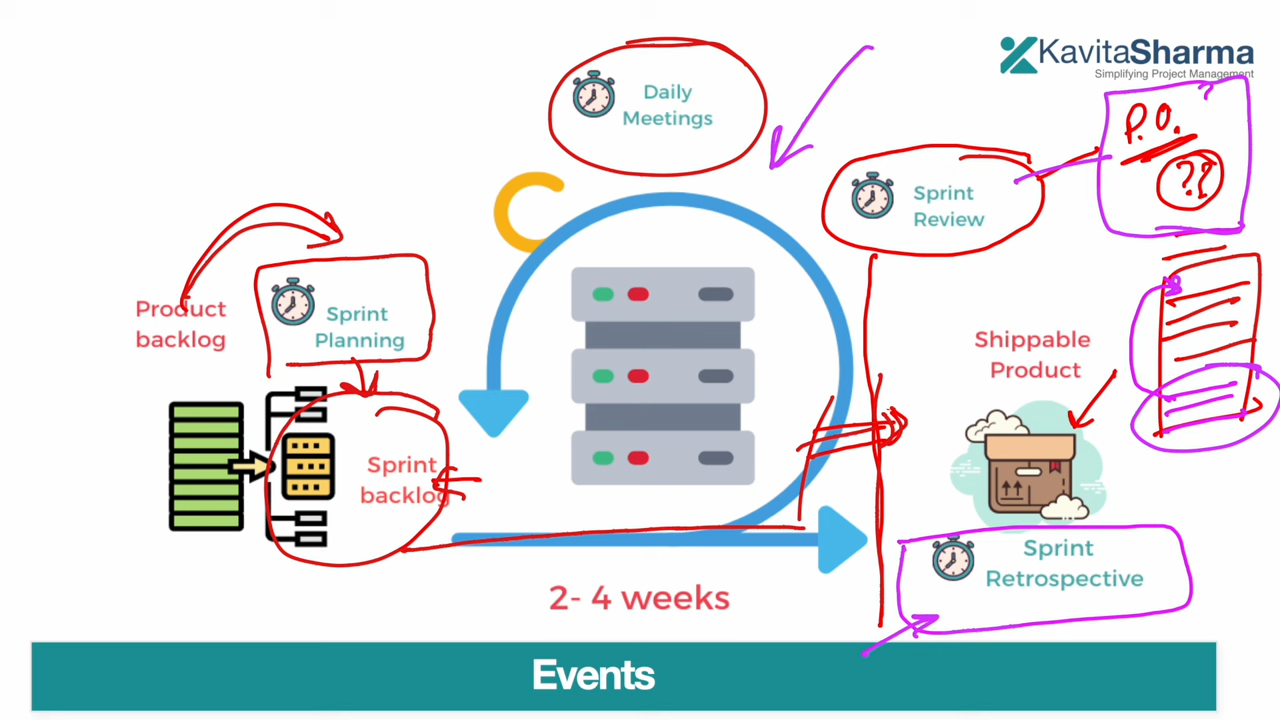 KavitaSharma
Simplifying Project Management
Daily
Meetings
P.O.
??
Sprint
Review
Product
backlog
Sprint
Planning
Shippable
Product
Sprint
backlog
Sprint
Retrospective
2- 4 weeks
Events